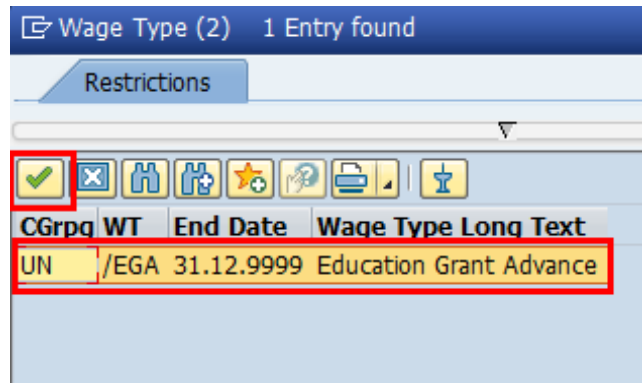 Wage Type (2) 1 Entry found
Restrictions
CGrpg WT End Date Wage Type Long Text
UN /EGA 31.12.9999 Education Grant Advance